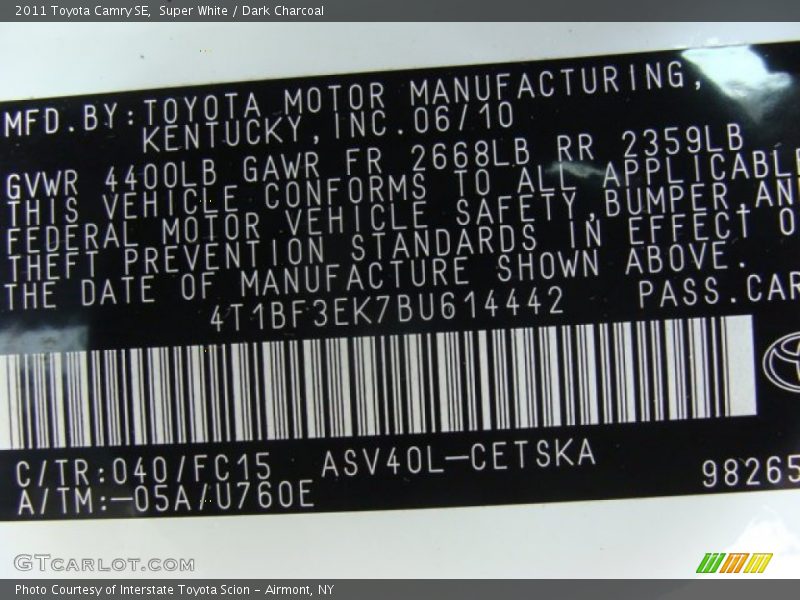 2011 Toyota Camry SE, Super White / Dark Charcoal
MFD.BY:TOYOTA MOTOR MANUFACTURING,
KENTUCKY,INC.06/10
GVWR 4400LB GAWR FR 2668LB RR 2359LB
THIS VEHICLE CONFORMS TO ALL APPLICABLE
FEDERAL MOTOR VEHICLE SAFETY,BUMPER,AN
THEFT PREVENTION STANDARDS IN EFFECT O
THE DATE OF MANUFACTURE SHOWN ABOVE.
4T1BF3EK7BU614442 PASS.CAR
C/TR:040/FC15 ASV40L-CETSKA
A/TM:-05A/U760E 98265
GTCARLOT.COM
Photo Courtesy of Interstate Toyota Scion - Airmont, NY